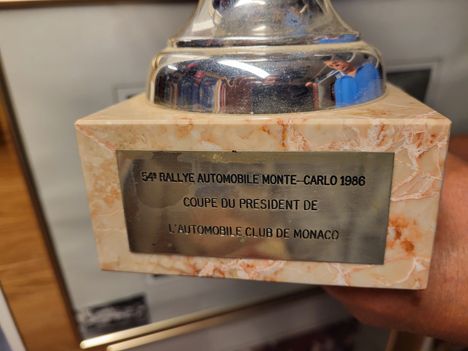 54e RALLYE AUTOMOBILE MONTE-CARLO 1986
COUPE DU PRESIDENT DE
L'AUTOMOBILE CLUB DE MONACO